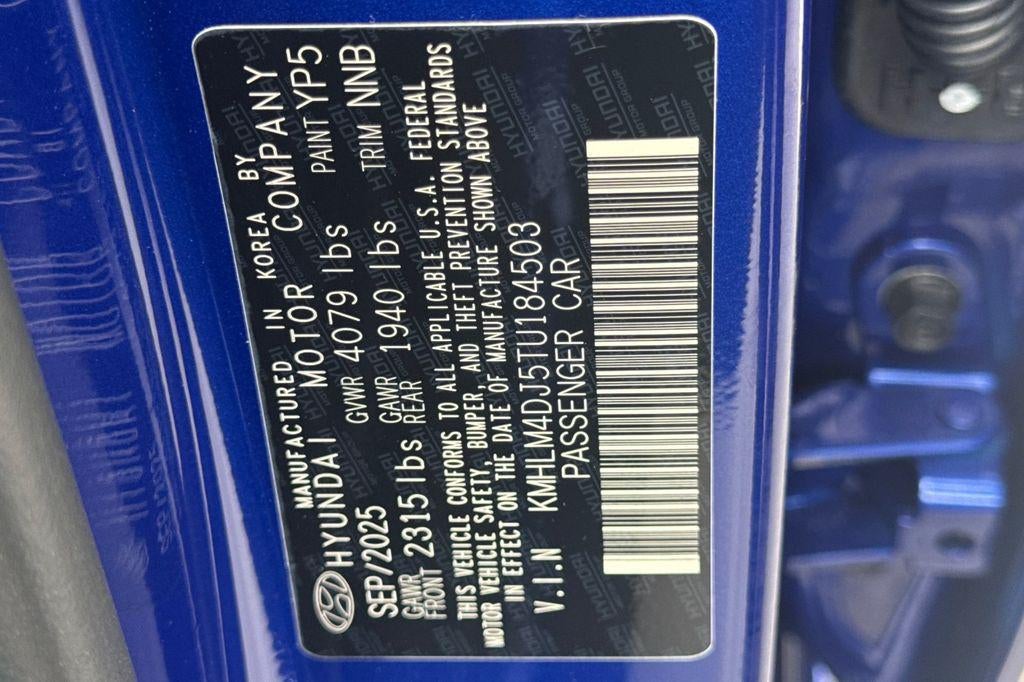 MANUFACTURED IN KOREA BY
HYUNDAI MOTOR COMPANY
SEP/2025 GVWR 4079 lbs PAINT YP5
GAWR FRONT 2315 lbs GAWR REAR 1940 lbs TRIM NNB
THIS VEHICLE CONFORMS TO ALL APPLICABLE U.S.A. FEDERAL
MOTOR VEHICLE SAFETY, BUMPER, AND THEFT PREVENTION STANDARDS
IN EFFECT ON THE DATE OF MANUFACTURE SHOWN ABOVE
V.I.N KMHLM4DJ5TU184503
PASSENGER CAR